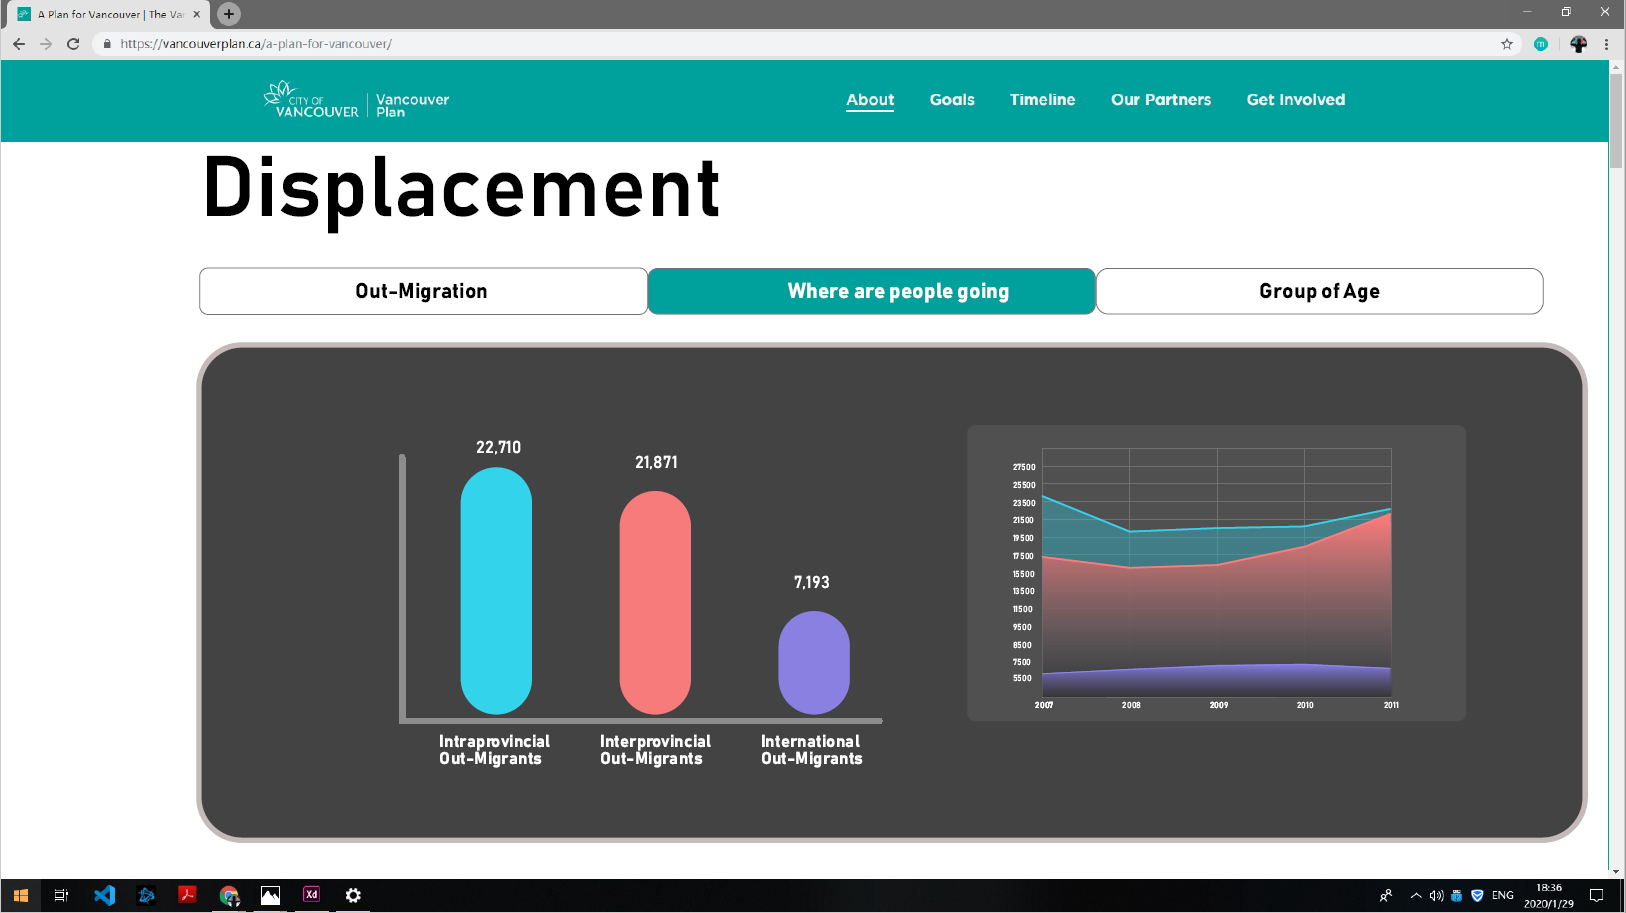 A Plan for Vancouver | The Va
https://vancouverplan.ca/a-plan-for-vancouver/
m
CITY OF
VANCOUVER
Vancouver
Plan
About
Goals
Timeline
Our Partners
Get Involved
Displacement
Out-Migration
Where are people going
Group of Age
22,710
21,871
7,193
Intraprovincial
Out-Migrants
Interprovincial
Out-Migrants
International
Out-Migrants
27500
25500
23500
21500
19500
17500
15500
13500
11500
9500
8500
7500
5500
2007
2008
2009
2010
2011
Xd
ENG
18:36
2020/1/29